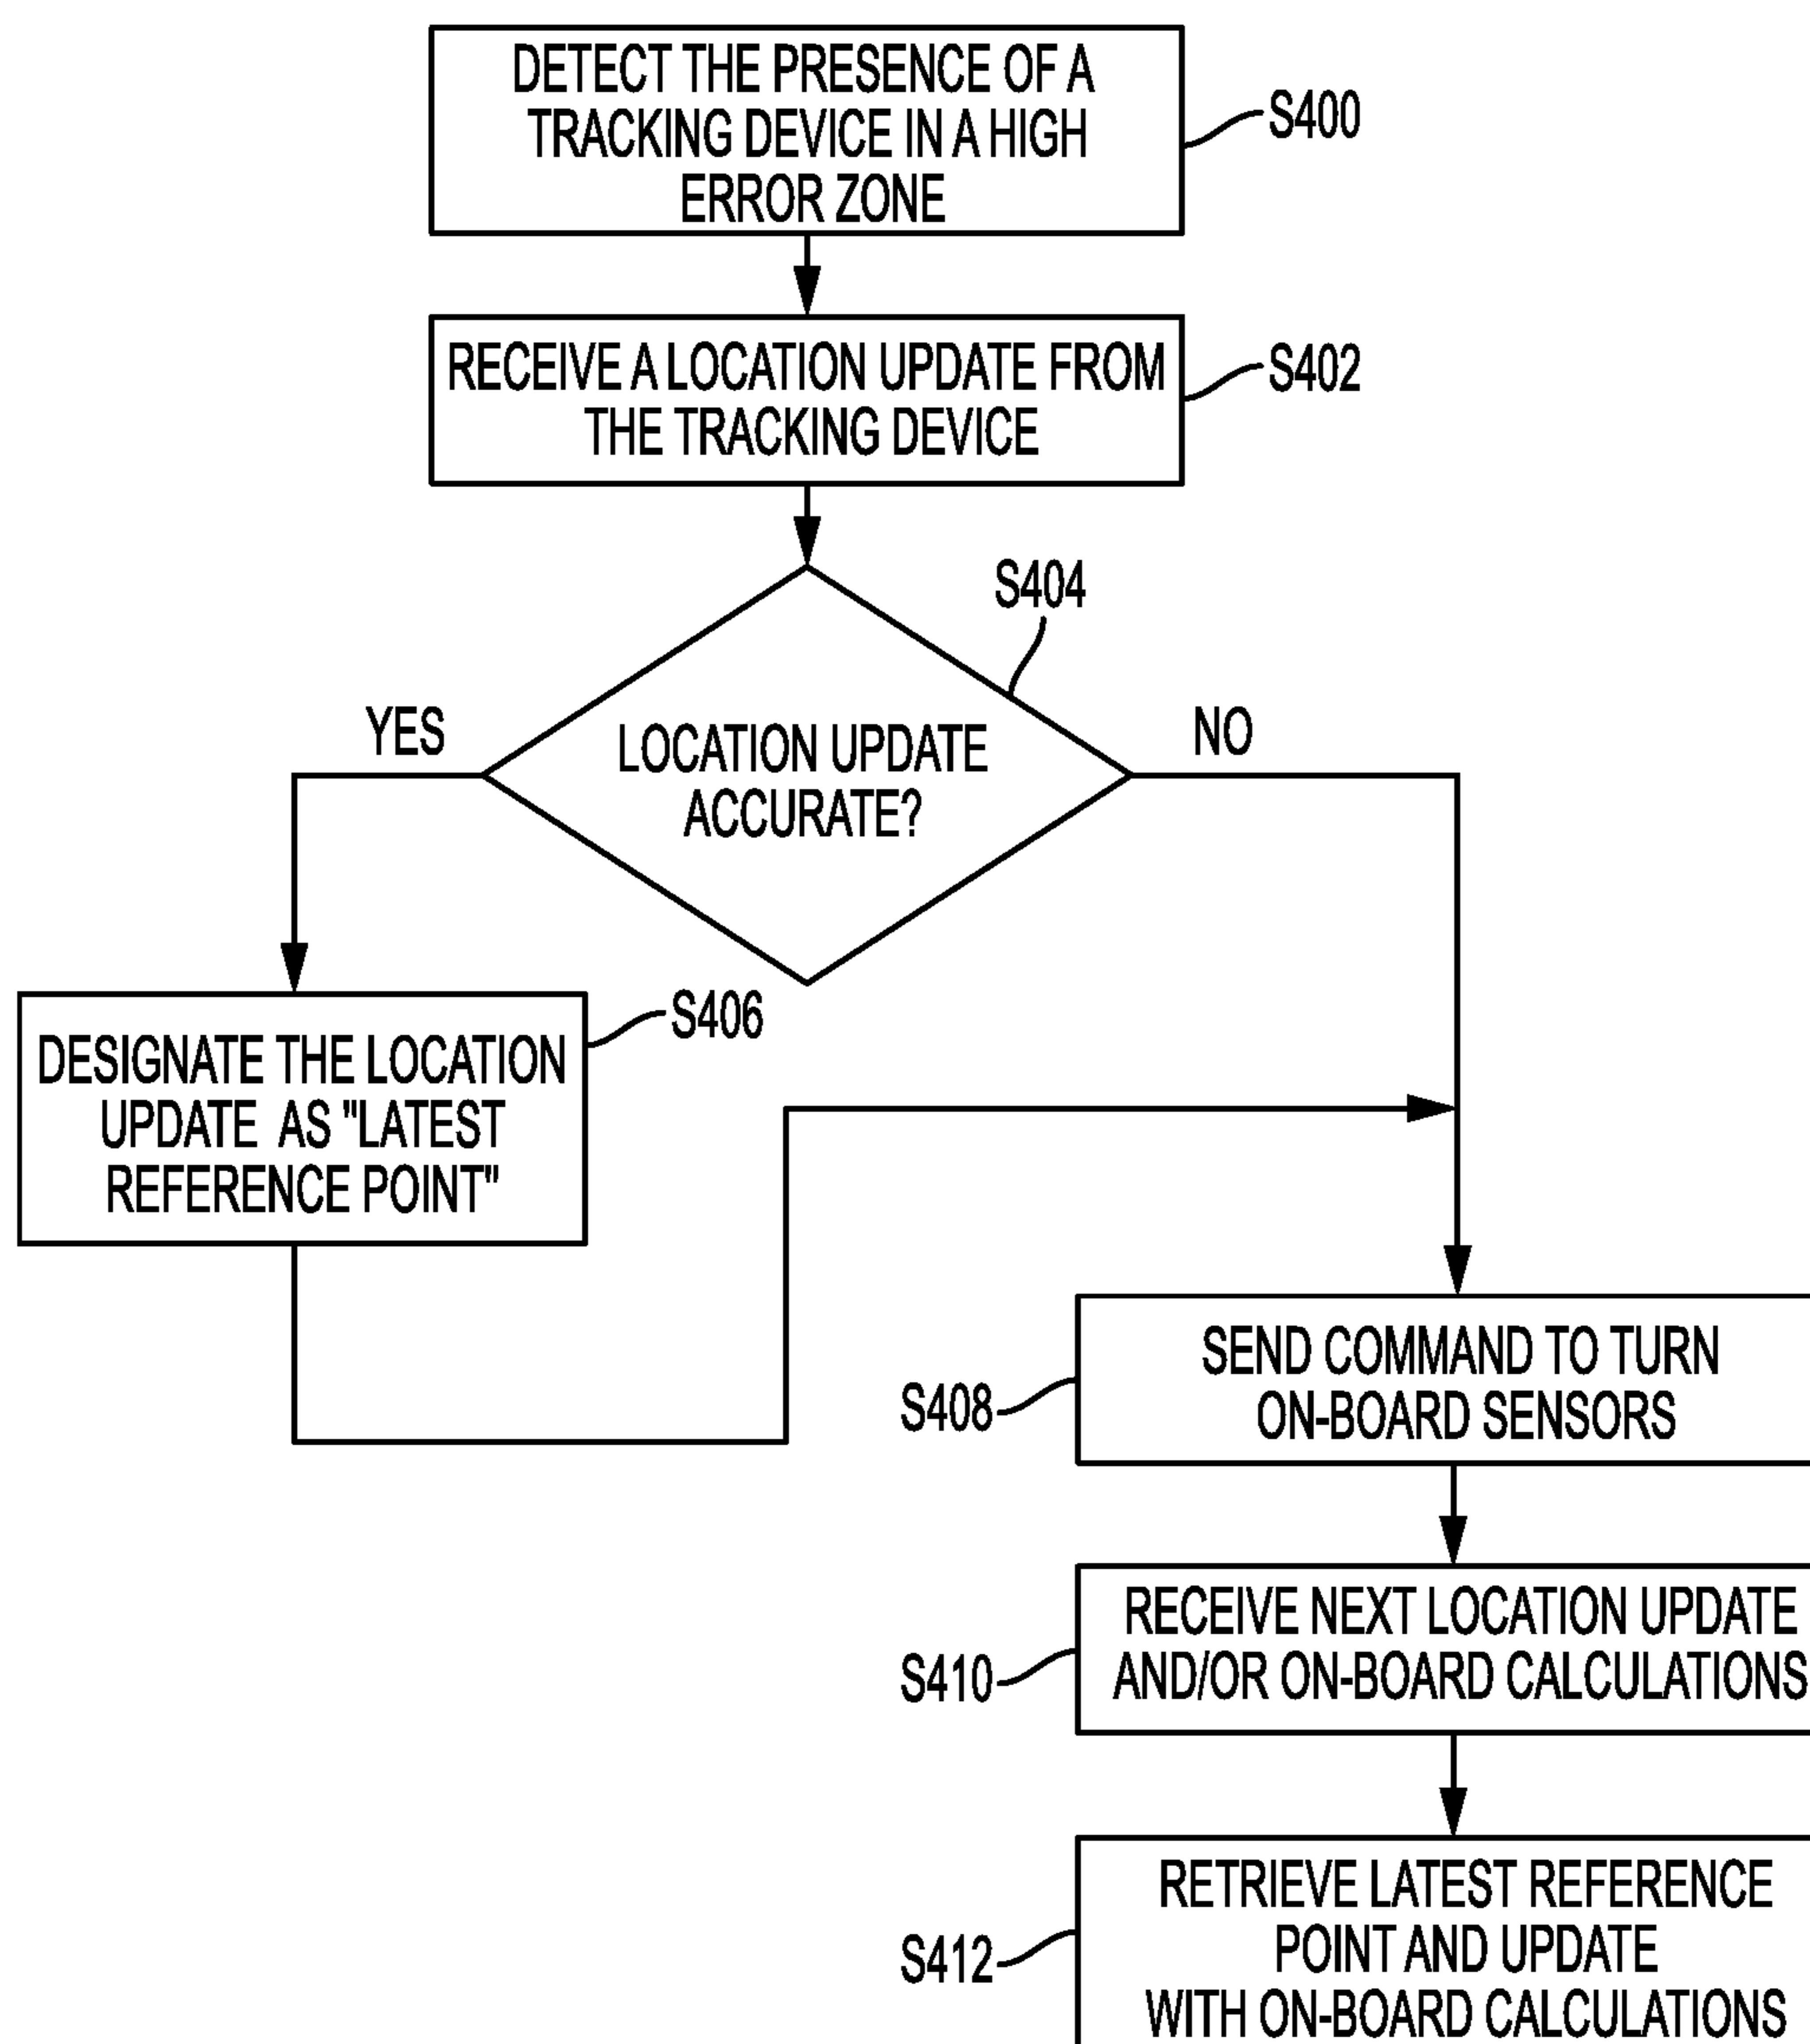 DETECT THE PRESENCE OF A
TRACKING DEVICE IN A HIGH
ERROR ZONE
S400
RECEIVE A LOCATION UPDATE FROM
THE TRACKING DEVICE
S402
S404
YES
LOCATION UPDATE
ACCURATE?
NO
S406
DESIGNATE THE LOCATION
UPDATE AS "LATEST
REFERENCE POINT"
SEND COMMAND TO TURN
ON-BOARD SENSORS
S408
RECEIVE NEXT LOCATION UPDATE
AND/OR ON-BOARD CALCULATIONS
S410
RETRIEVE LATEST REFERENCE
POINT AND UPDATE
WITH ON-BOARD CALCULATIONS
S412